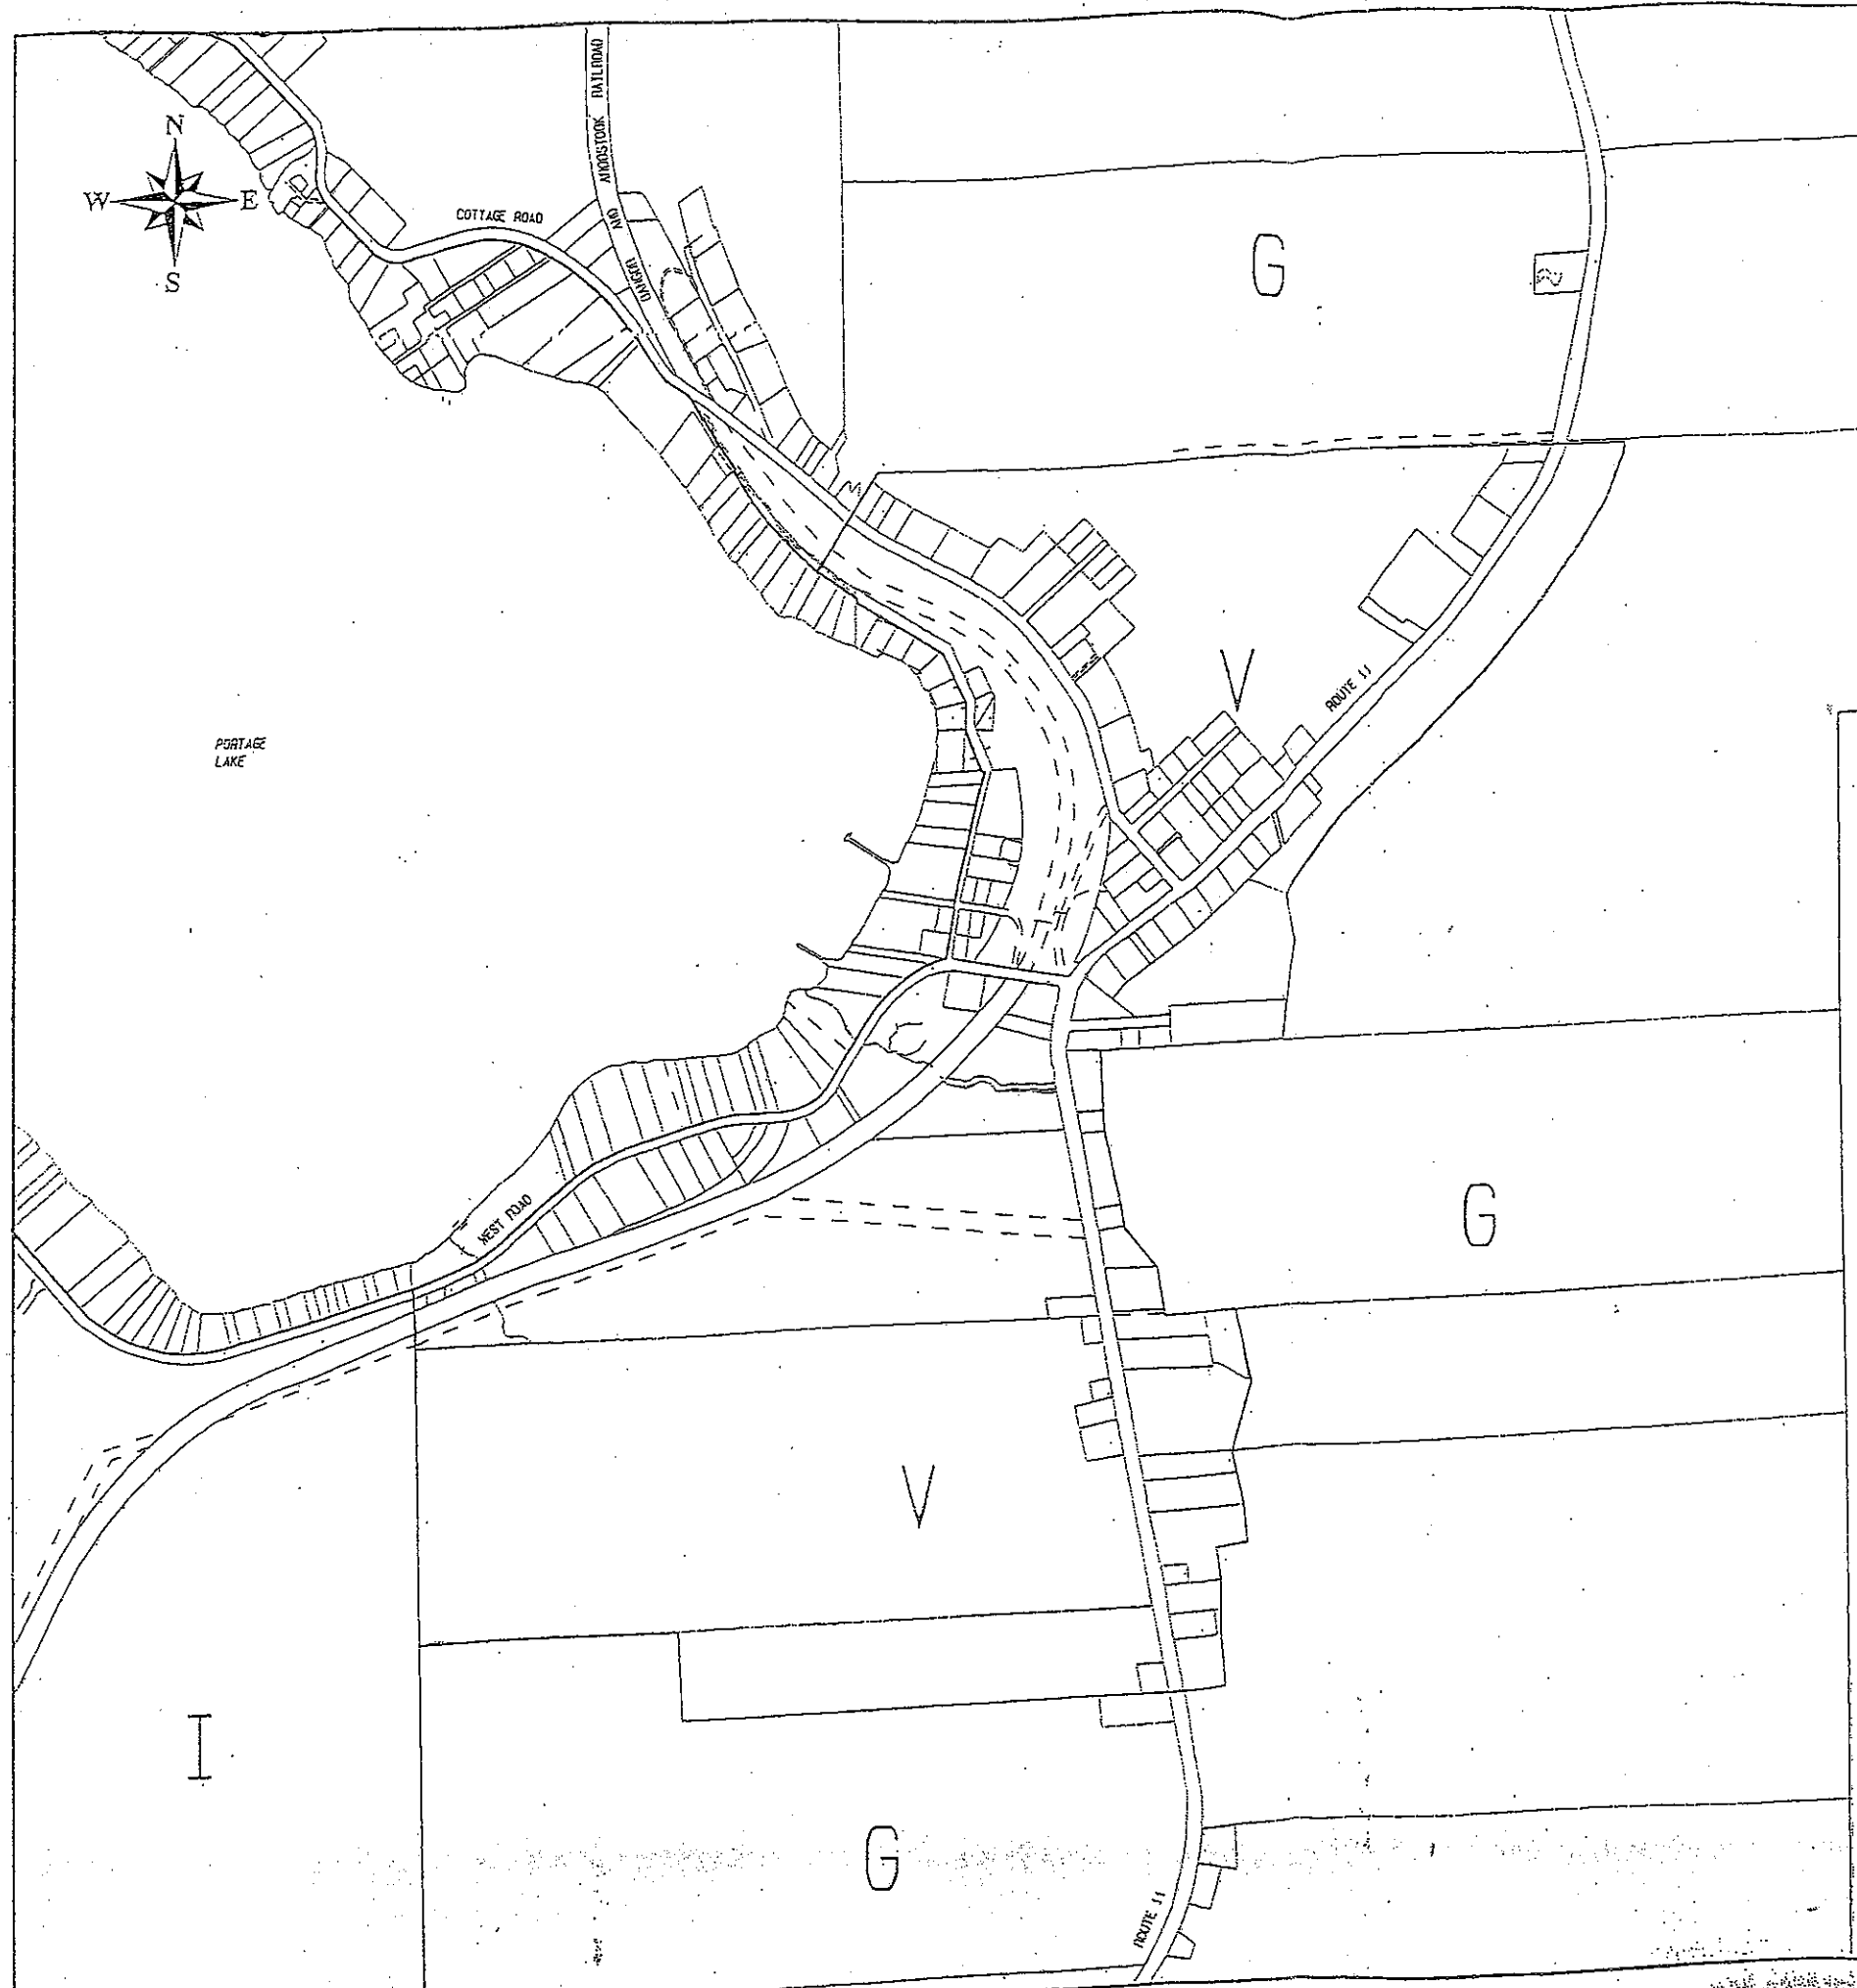 N
W E
S
COTTAGE ROAD
BANGOR AND AROOSTOOK RAILROAD
G
V
ROUTE 11
PORTAGE
LAKE
G
WEST ROAD
V
I
G
ROUTE 11